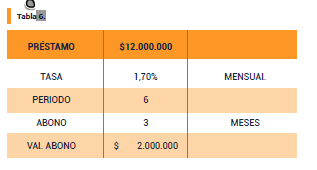 Tabla G.
PRÉSTAMO $12.000.000
TASA 1,70% MENSUAL
PERIODO 6
ABONO 3 MESES
VAL ABONO $ 2.000.000